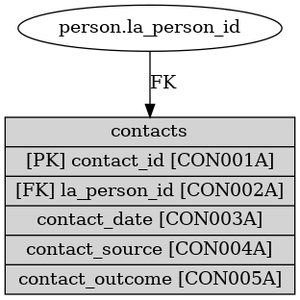 person.la_person_id
FK
contacts
[PK] contact_id [CON001A]
[FK] la_person_id [CON002A]
contact_date [CON003A]
contact_source [CON004A]
contact_outcome [CON005A]